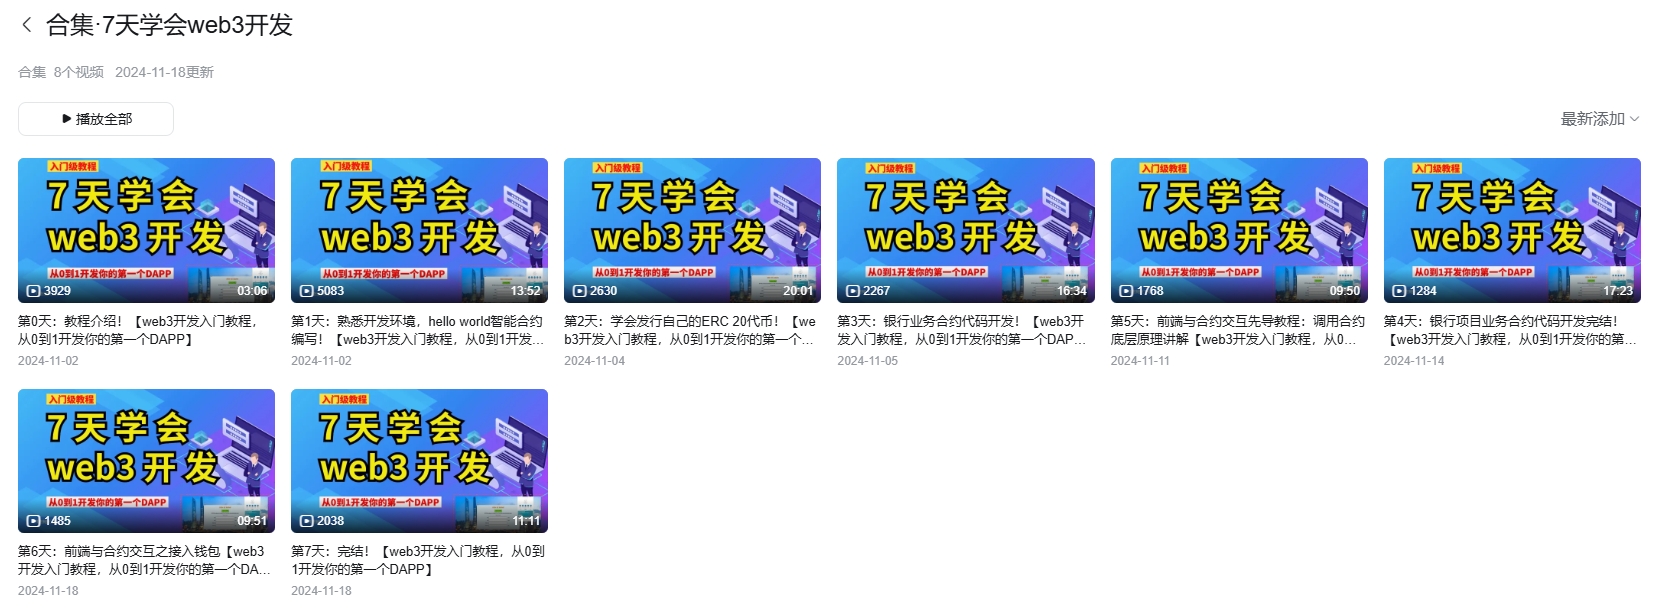 合集·7天学会web3开发
合集 8个视频 2024-11-18更新
播放全部
最新添加
入门级教程
7天学会
web3开发
从0到1开发你的第一个DAPP
3929 03:06
第0天：教程介绍！【web3开发入门教程，
从0到1开发你的第一个DAPP】
2024-11-02
入门级教程
7天学会
web3开发
从0到1开发你的第一个DAPP
5083 13:52
第1天：熟悉开发环境，hello world智能合约
编写！【web3开发入门教程，从0到1开发...
2024-11-02
入门级教程
7天学会
web3开发
从0到1开发你的第一个DAPP
2630 20:01
第2天：学会发行自己的ERC 20代币！【we
b3开发入门教程，从0到1开发你的第一个...
2024-11-04
入门级教程
7天学会
web3开发
从0到1开发你的第一个DAPP
2267 16:34
第3天：银行业务合约代码开发！【web3开
发入门教程，从0到1开发你的第一个DAP...
2024-11-05
入门级教程
7天学会
web3开发
从0到1开发你的第一个DAPP
1768 09:50
第5天：前端与合约交互先导教程：调用合约
底层原理讲解【web3开发入门教程，从0...
2024-11-11
入门级教程
7天学会
web3开发
从0到1开发你的第一个DAPP
1284 17:23
第4天：银行项目业务合约代码开发完结！
【web3开发入门教程，从0到1开发你的第...
2024-11-14
入门级教程
7天学会
web3开发
从0到1开发你的第一个DAPP
1485 09:51
第6天：前端与合约交互之接入钱包【web3
开发入门教程，从0到1开发你的第一个DA...
2024-11-18
入门级教程
7天学会
web3开发
从0到1开发你的第一个DAPP
2038 11:11
第7天：完结！【web3开发入门教程，从0到
1开发你的第一个DAPP】
2024-11-18